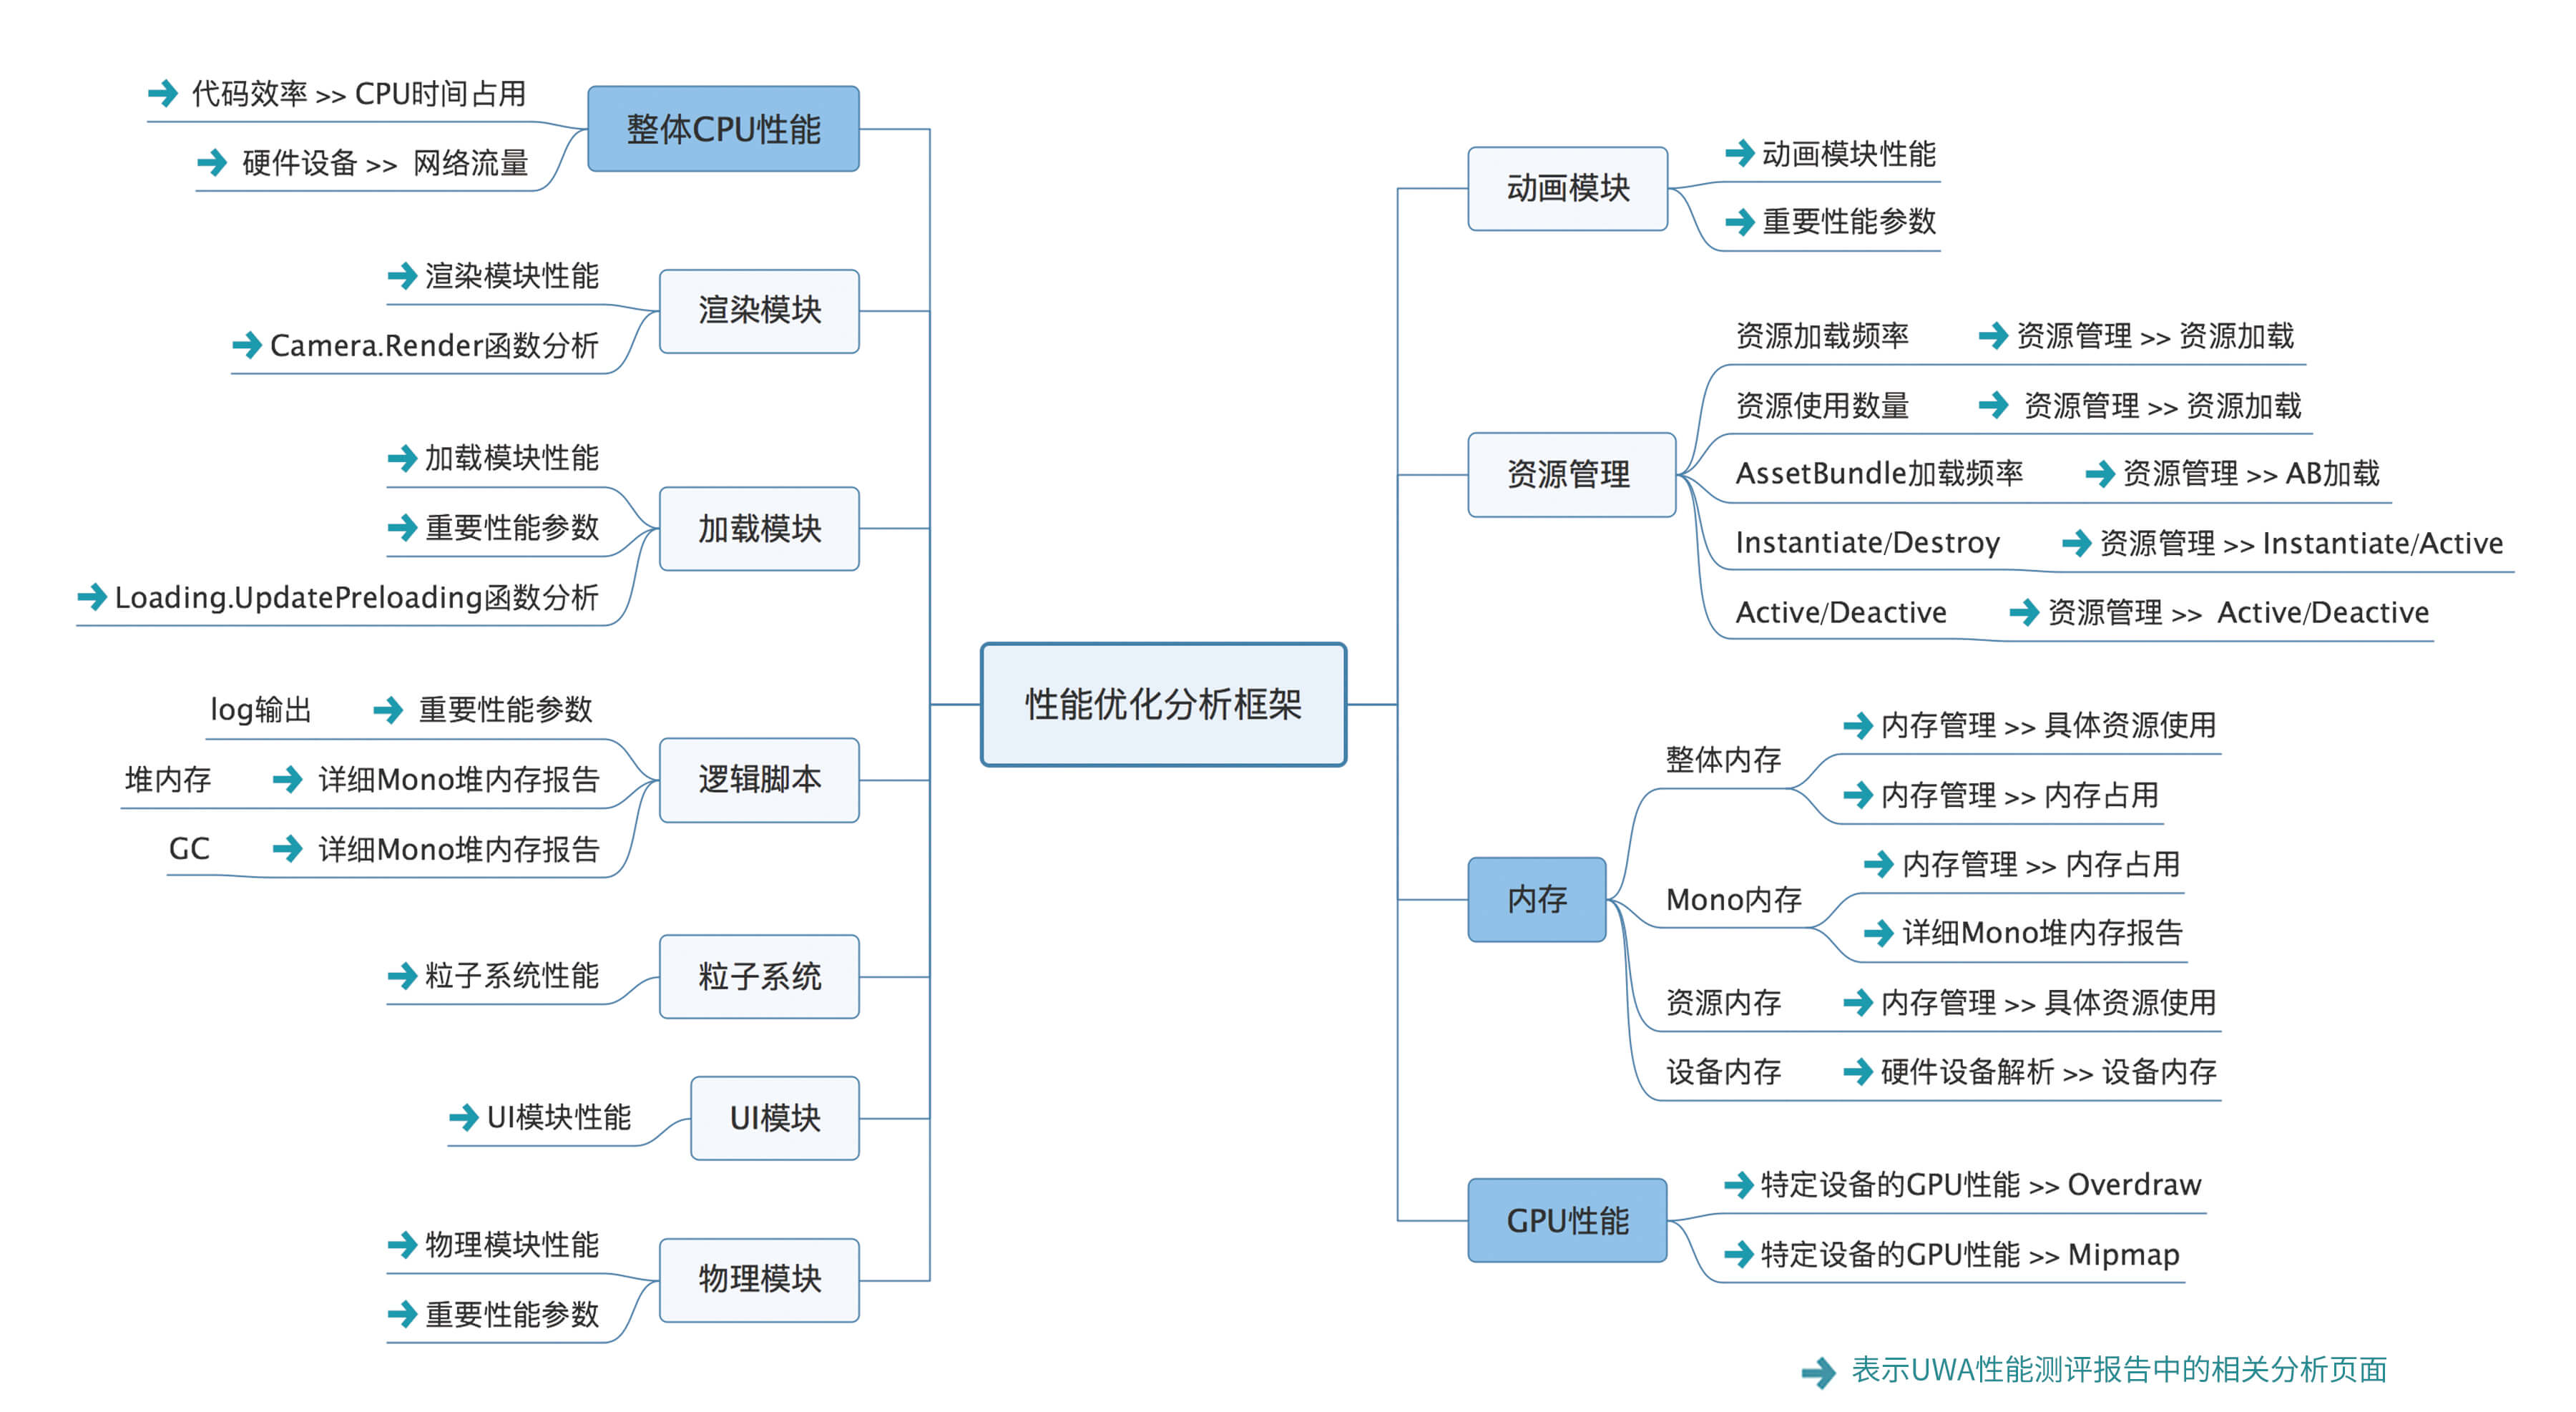 性能优化分析框架
整体CPU性能
代码效率 >> CPU时间占用
硬件设备 >> 网络流量
渲染模块
渲染模块性能
Camera.Render函数分析
加载模块
加载模块性能
重要性能参数
Loading.UpdatePreloading函数分析
逻辑脚本
log输出 重要性能参数
堆内存 详细Mono堆内存报告
GC 详细Mono堆内存报告
粒子系统
粒子系统性能
UI模块
UI模块性能
物理模块
物理模块性能
重要性能参数
动画模块
动画模块性能
重要性能参数
资源管理
资源加载频率 资源管理 >> 资源加载
资源使用数量 资源管理 >> 资源加载
AssetBundle加载频率 资源管理 >> AB加载
Instantiate/Destroy 资源管理 >> Instantiate/Active
Active/Deactive 资源管理 >> Active/Deactive
内存
整体内存
内存管理 >> 具体资源使用
内存管理 >> 内存占用
Mono内存
内存管理 >> 内存占用
详细Mono堆内存报告
资源内存 内存管理 >> 具体资源使用
设备内存 硬件设备解析 >> 设备内存
GPU性能
特定设备的GPU性能 >> Overdraw
特定设备的GPU性能 >> Mipmap
表示UWA性能测评报告中的相关分析页面